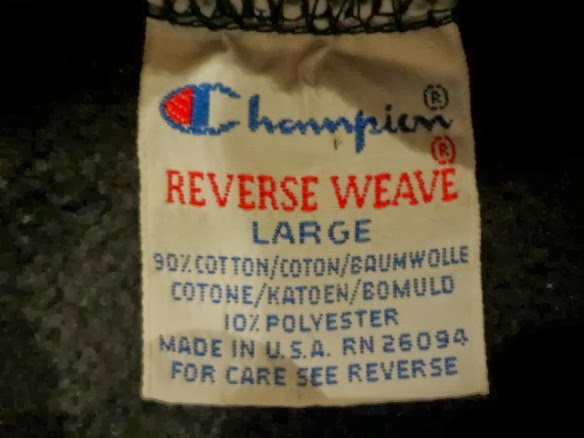 Champion®
®
REVERSE WEAVE
LARGE
90% COTTON/COTON/BAUMWOLLE
COTONE/KATOEN/BOMULD
10% POLYESTER
MADE IN U.S.A. RN 26094
FOR CARE SEE REVERSE